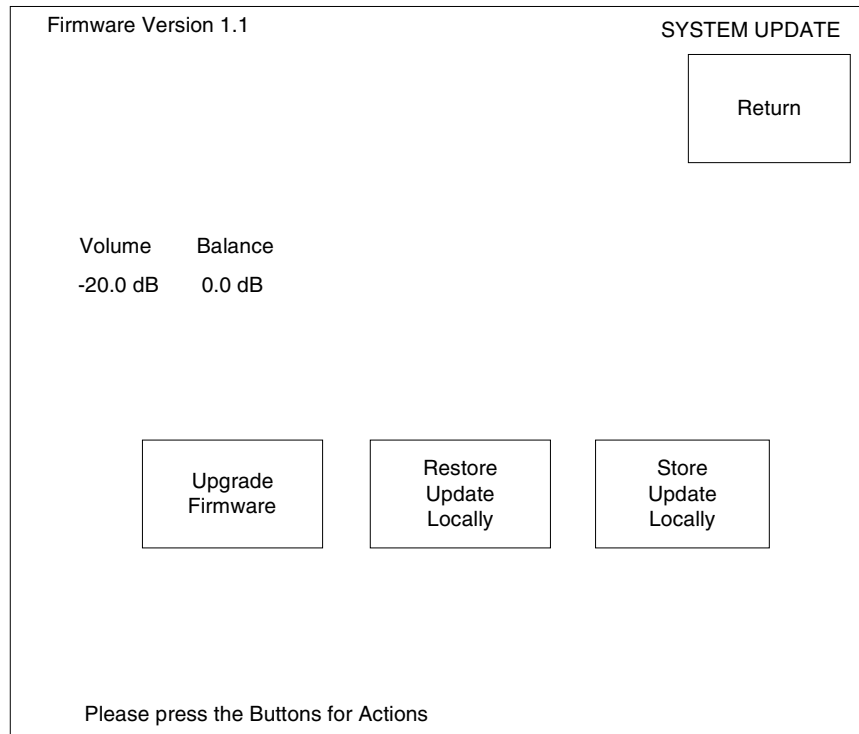 Firmware Version 1.1
SYSTEM UPDATE
Return
Volume Balance
-20.0 dB 0.0 dB
Upgrade
Firmware
Restore
Update
Locally
Store
Update
Locally
Please press the Buttons for Actions